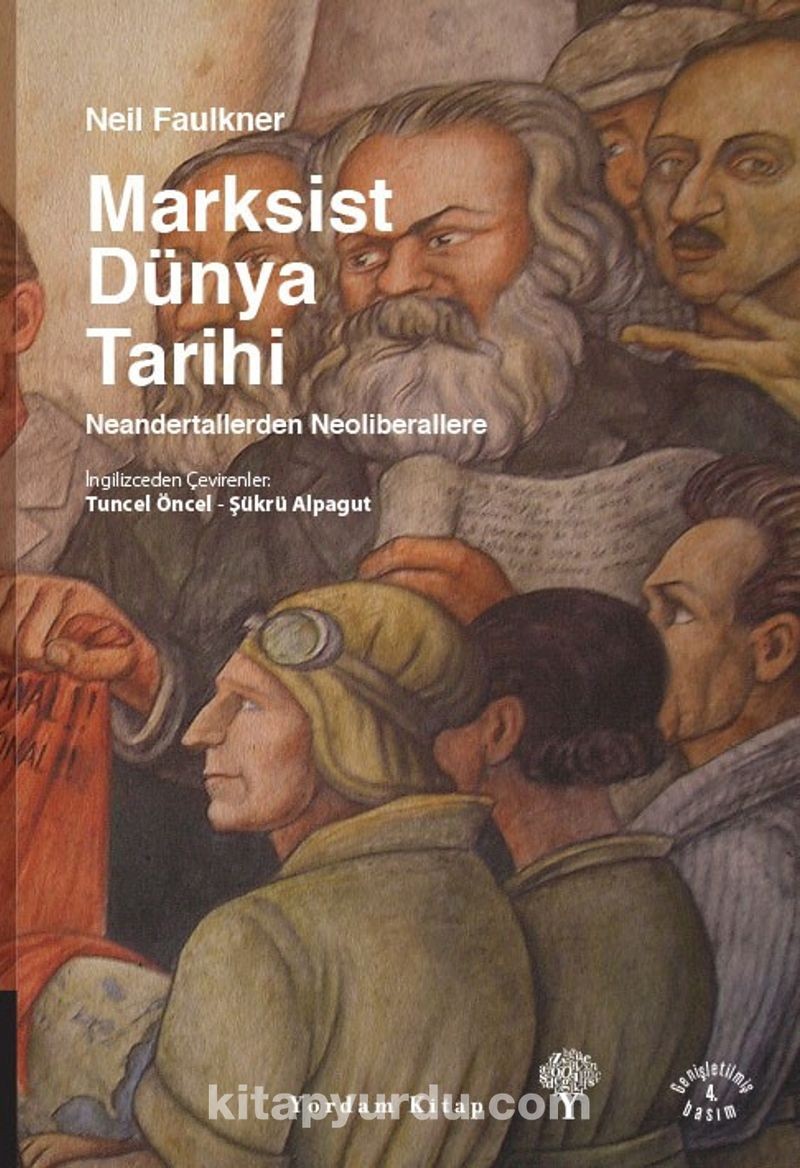 Neil Faulkner
Marksist
Dünya
Tarihi
Neandertallerden Neoliberallere
İngilizceden Çevirenler:
Tuncel Öncel - Şükrü Alpagut
Yordam Kitap
Y
kitapyurdu.com
Genişletilmiş
4.
basım